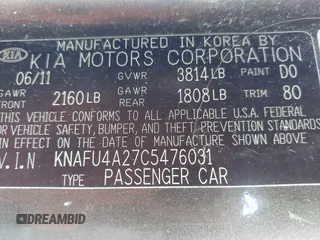 MANUFACTURED IN KOREA BY
KIA KIA MOTORS CORPORATION
06/11 GVWR 3814LB PAINT D0
GAWR FRONT 2160LB GAWR REAR 1808LB TRIM 80
THIS VEHICLE CONFORMS TO ALL APPLICABLE U.S.A. FEDERAL
MOTOR VEHICLE SAFETY, BUMPER, AND THEFT PREVENTION
STANDARDS IN EFFECT ON THE DATE OF MANUFACTURE SHOWN ABOVE.
V.I.N KNAFU4A27C5476031
TYPE: PASSENGER CAR
DREAMBID